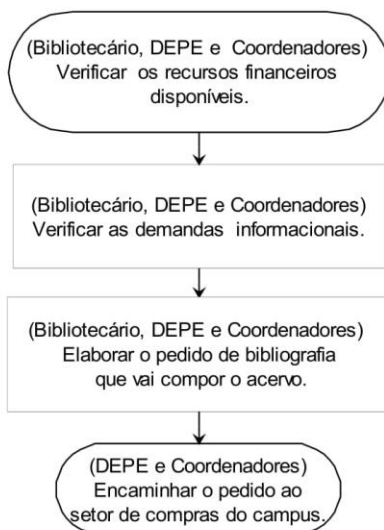 (Bibliotecário, DEPE e Coordenadores)
Verificar os recursos financeiros
disponíveis.
(Bibliotecário, DEPE e Coordenadores)
Verificar as demandas informacionais.
(Bibliotecário, DEPE e Coordenadores)
Elaborar o pedido de bibliografia
que vai compor o acervo.
(DEPE e Coordenadores)
Encaminhar o pedido ao
setor de compras do campus.